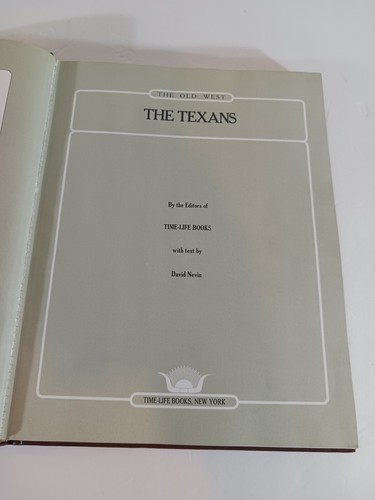 THE OLD WEST
THE TEXANS
By the Editors of
TIME-LIFE BOOKS
with text by
David Nevin
TIME-LIFE BOOKS, NEW YORK